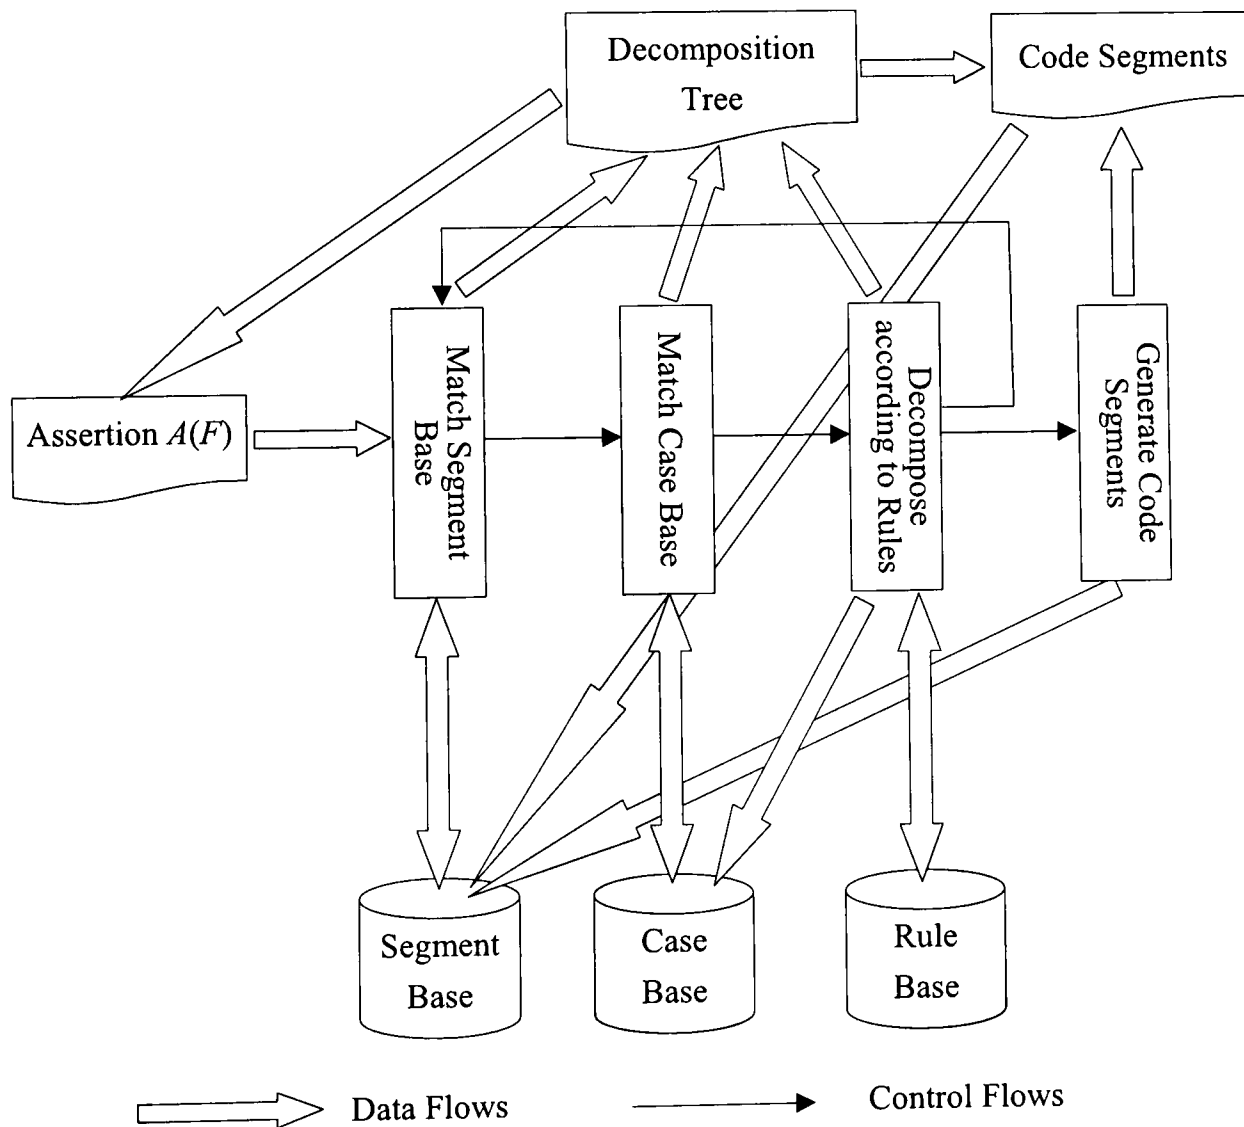 Decomposition
Tree
Code Segments
Assertion A(F)
Match Segment
Base
Match Case Base
Decompose
according to Rules
Generate Code
Segments
Segment
Base
Case
Base
Rule
Base
Data Flows
Control Flows